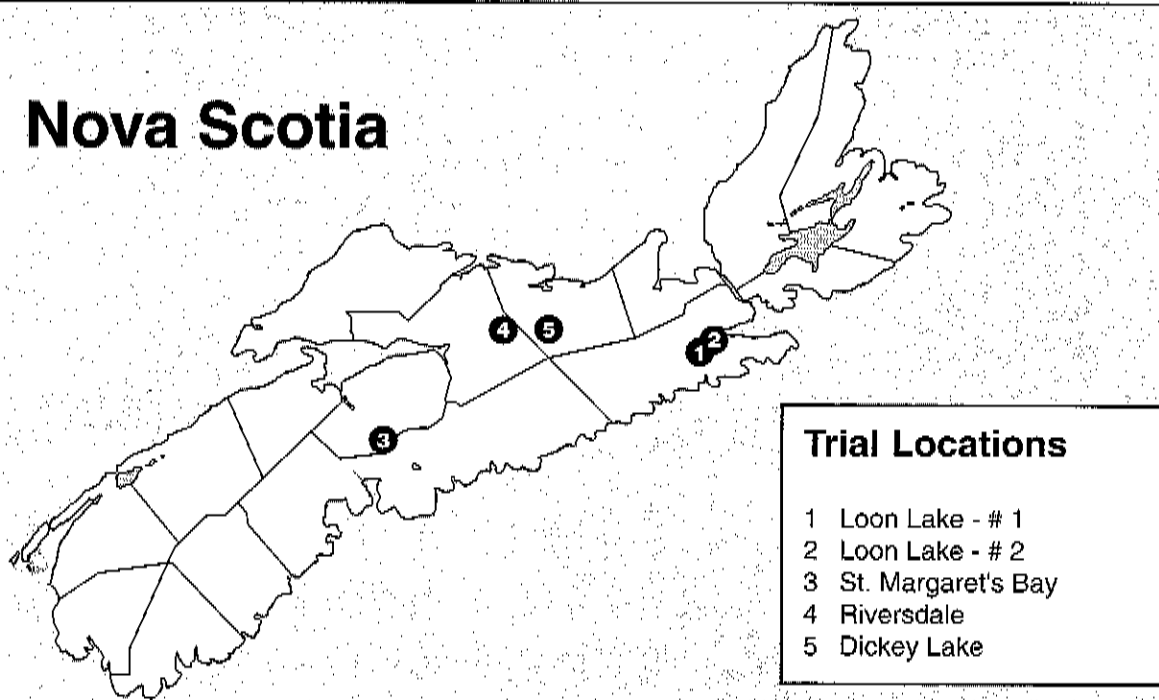 Nova Scotia
4
5
2
1
3
Trial Locations
1 Loon Lake - # 1
2 Loon Lake - # 2
3 St. Margaret's Bay
4 Riversdale
5 Dickey Lake